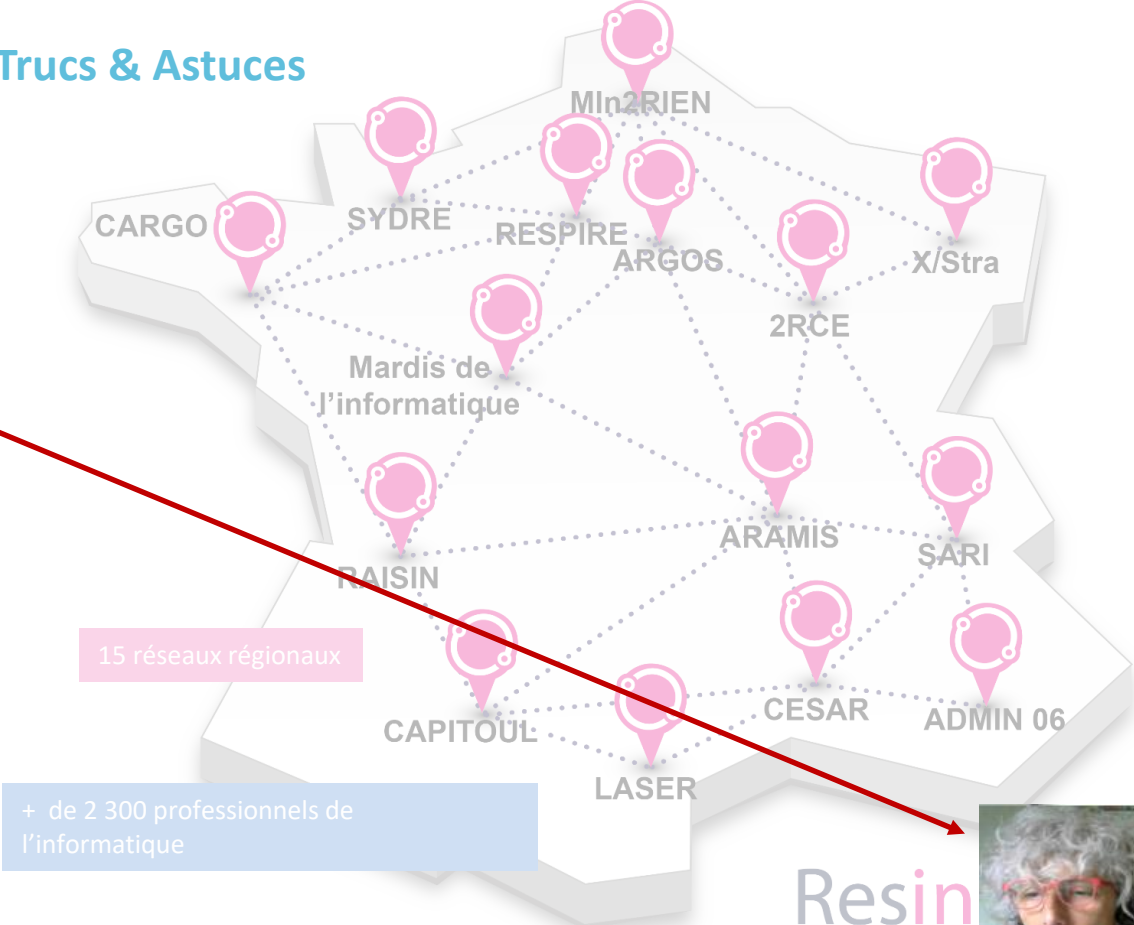 Trucs & Astuces
MIn2RIEN
SYDRE
CARGO
RESPIRE
ARGOS
X/Stra
2RCE
Mardis de
l'informatique
ARAMIS
SARI
RAISIN
15 réseaux régionaux
CESAR
ADMIN 06
CAPITOUL
LASER
+ de 2 300 professionnels de
l'informatique
Resin